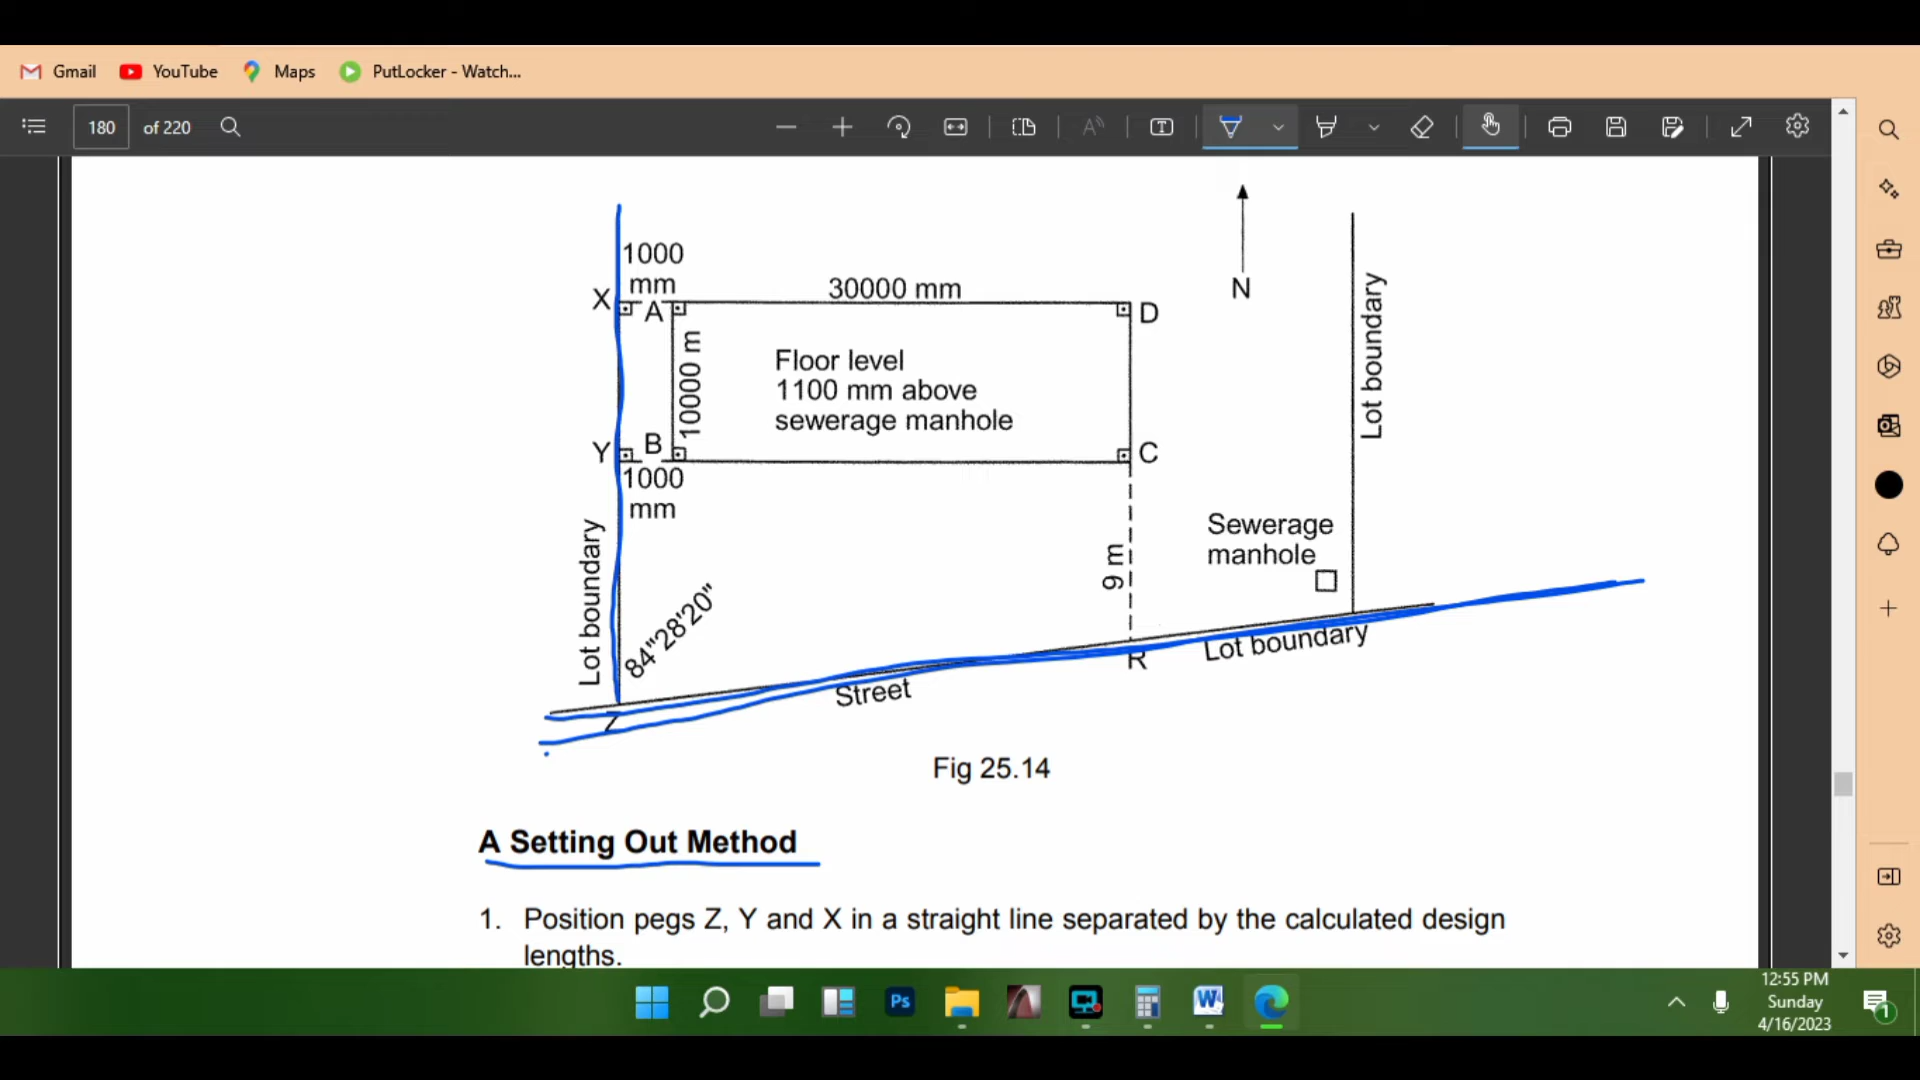 Gmail YouTube Maps PutLocker - Watch...
180 of 220
1000
mm
30000 mm
X
A
D
N
Lot boundary
10000 m
Floor level
1100 mm above
sewerage manhole
Y
B
C
1000
mm
Lot boundary
84"28'20"
9 m
Sewerage
manhole
Z
Street
R
Lot boundary
Fig 25.14
A Setting Out Method
1. Position pegs Z, Y and X in a straight line separated by the calculated design
lengths.
Ps
W
12:55 PM
Sunday
4/16/2023
1